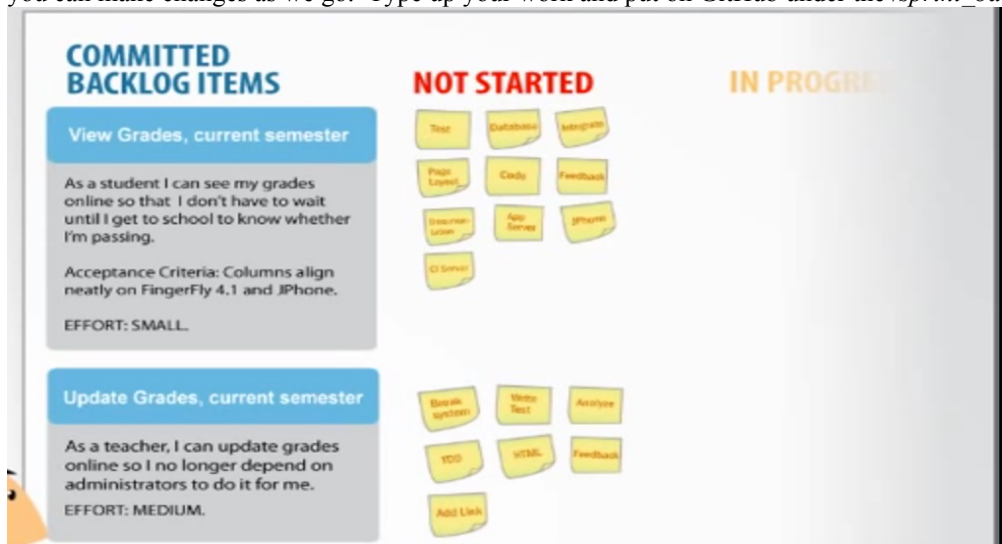 you can make changes as we go. Type up your work and put on GitHub under the
COMMITTED
BACKLOG ITEMS
NOT STARTED
IN PROGRE
View Grades, current semester
As a student I can see my grades
online so that I don't have to wait
until I get to school to know whether
I'm passing.
Acceptance Criteria: Columns align
neatly on FingerFly 4.1 and JPhone.
EFFORT: SMALL.
Test
Database
Integrate
Page
Layout
Code
Feedback
App
Server
JPhone
CI Server
Update Grades, current semester
As a teacher, I can update grades
online so I no longer depend on
administrators to do it for me.
EFFORT: MEDIUM.
Break
system
Write
Test
Analyze
HTML
Feedback
Add Link